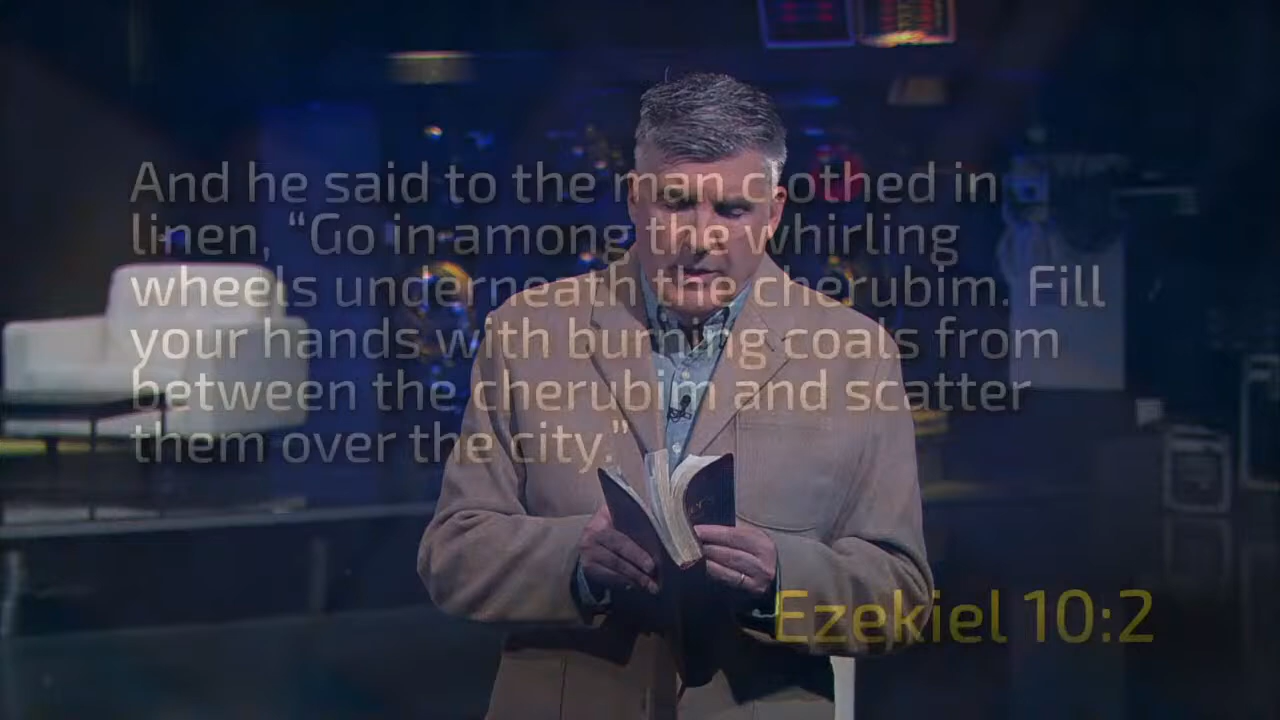 And he said to the man clothed in
linen, “Go in among the whirling
wheels underneath the cherubim. Fill
your hands with burning coals from
between the cherubim and scatter
them over the city.”
Ezekiel 10:2